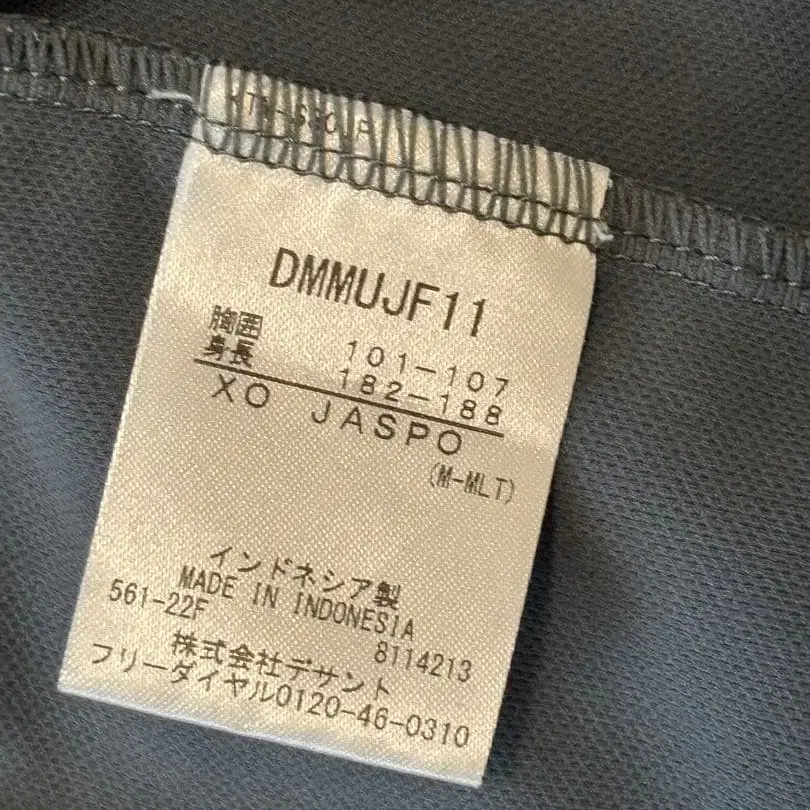 DMMUJF11
胸囲 101-107
身長 182-188
XO JASPO
(M-MLT)
インドネシア製
MADE IN INDONESIA
561-22F 8114213
株式会社デサント
フリーダイヤル0120-46-0310